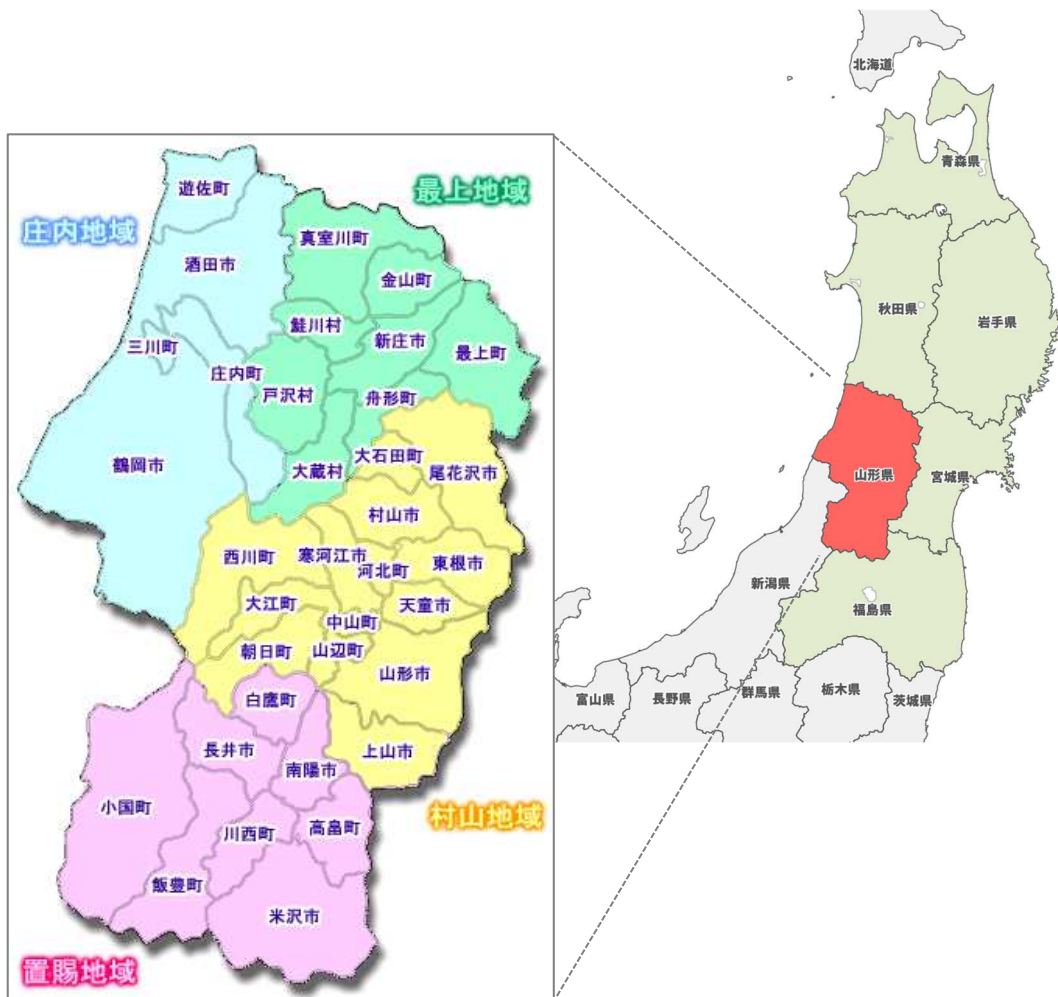 北海道
青森県
秋田県
岩手県
山形県
宮城県
新潟県
福島県
富山県
長野県
群馬県
栃木県
茨城県
庄内地域
最上地域
遊佐町
酒田市
真室川町
金山町
鮭川村
新庄市
三川町
最上町
庄内町
戸沢村
舟形町
大石田町
鶴岡市
大蔵村
尾花沢市
村山市
西川町
寒河江市
河北町
東根市
大江町
天童市
中山町
朝日町
山辺町
山形市
白鷹町
長井市
上山市
南陽市
小国町
村山地域
川西町
高畠町
飯豊町
米沢市
置賜地域